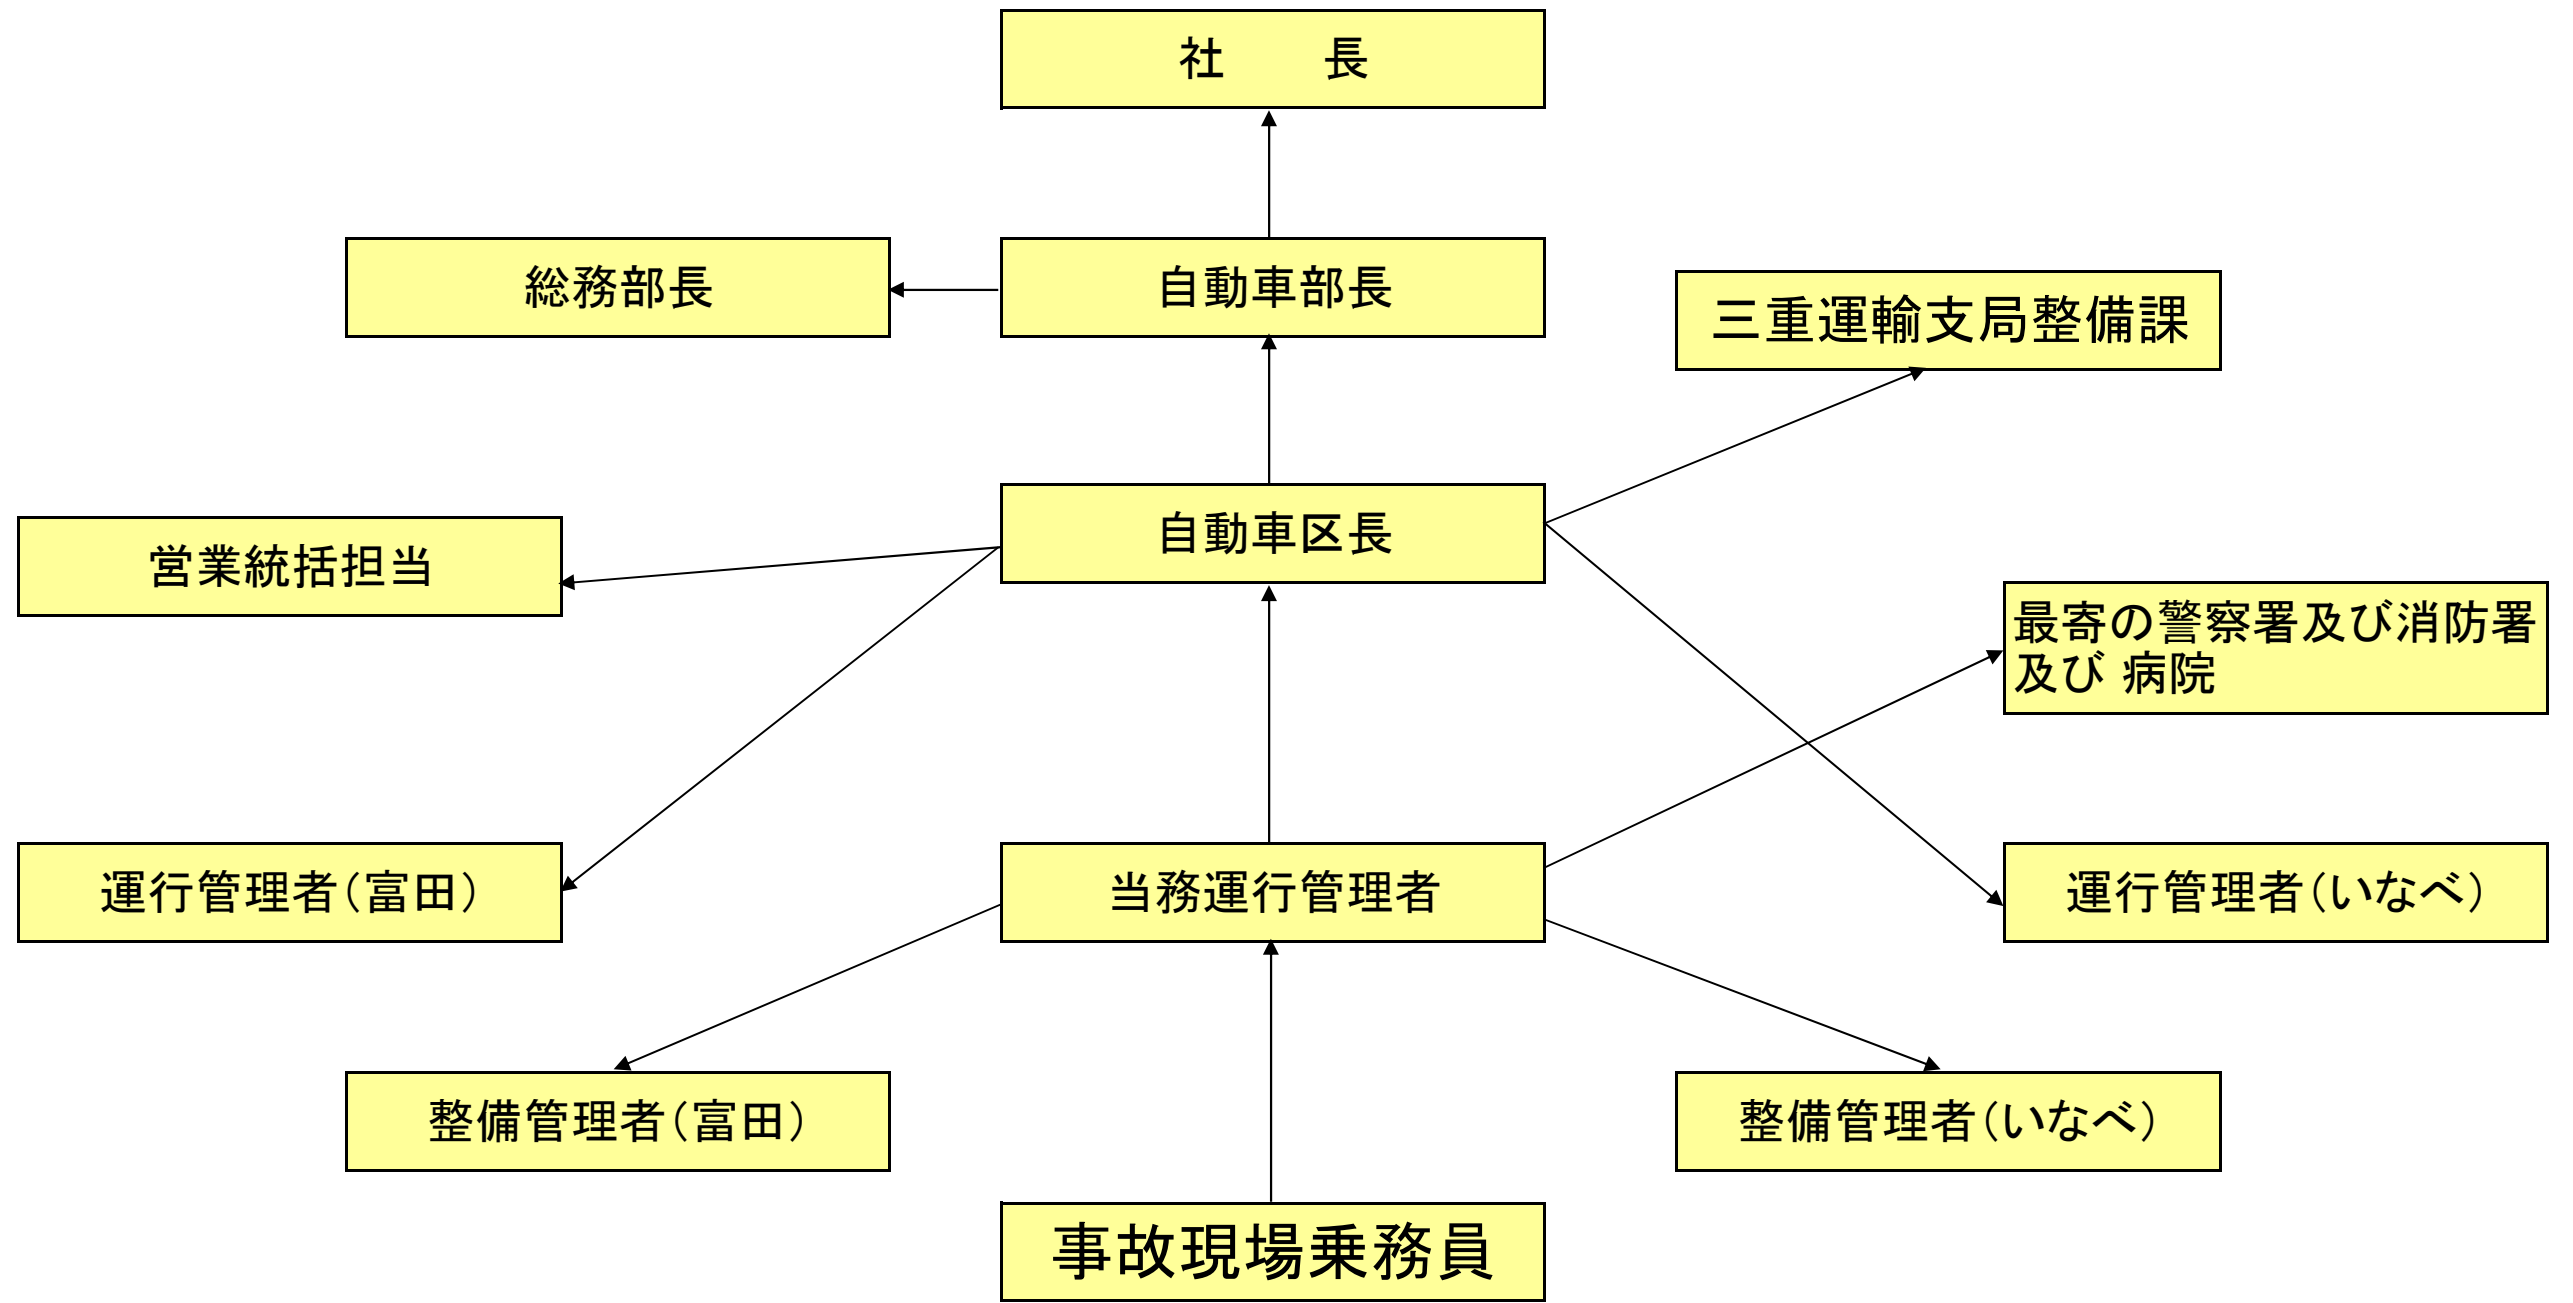 社　　長
総務部長
自動車部長
三重運輸支局整備課
自動車区長
営業統括担当
最寄の警察署及び消防署
及び 病院
運行管理者（富田）
当務運行管理者
運行管理者（いなべ）
整備管理者（富田）
整備管理者（いなべ）
事故現場乗務員